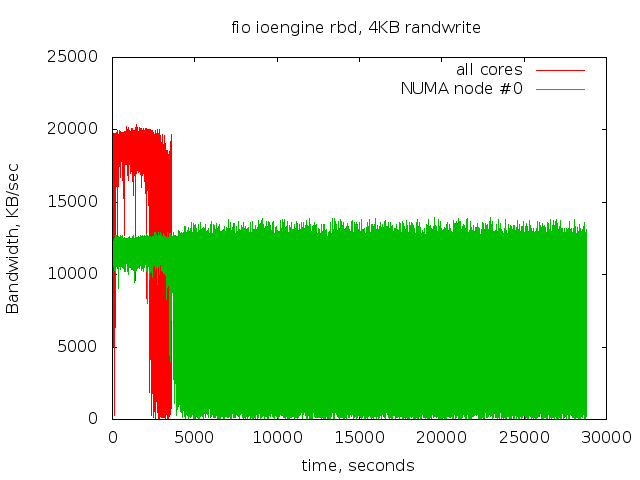 fio ioengine rbd, 4KB randwrite
25000
all cores
NUMA node #0
20000
15000
Bandwidth, KB/sec
10000
5000
0
0 5000 10000 15000 20000 25000 30000
time, seconds